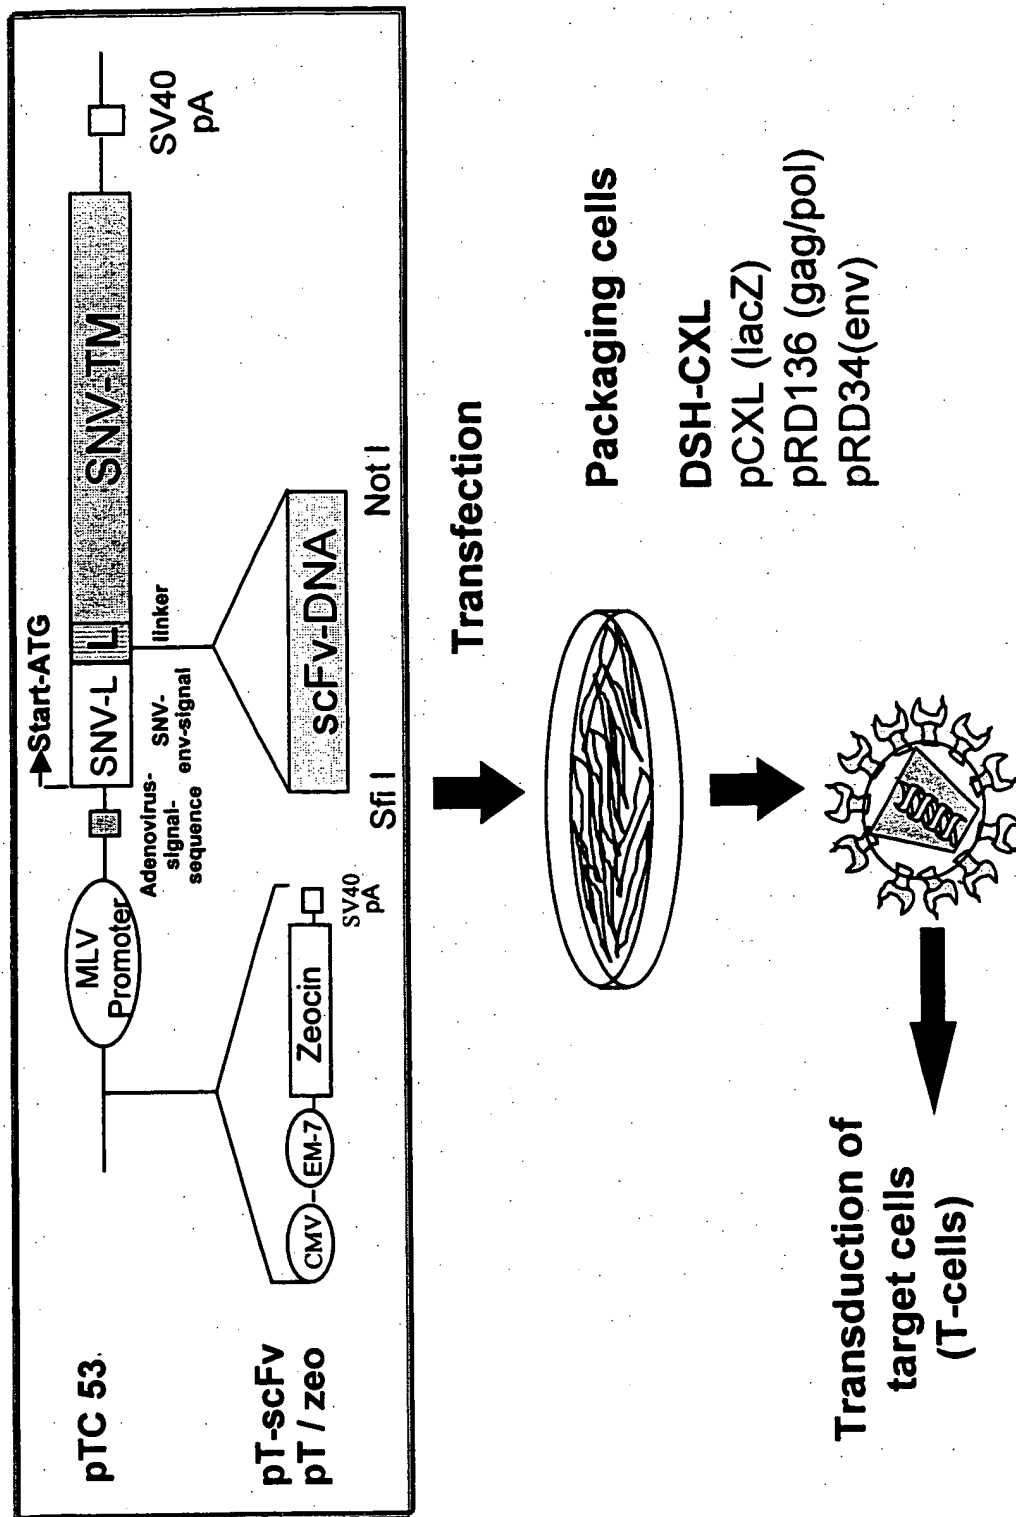 pTC 53
MLV
Promoter
Start-ATG
SNV-L
L
SNV-TM
SV40
pA
Adenovirus-
signal-
sequence
SNV-
env-signal
linker
pT-scFv
pT / zeo
CMV
EM-7
Zeocin
SV40
pA
scFv-DNA
Sfi I
Not I
Transfection
Packaging cells
DSH-CXL
pCXL (lacZ)
pRD136 (gag/pol)
pRD34(env)
Transduction of
target cells
(T-cells)